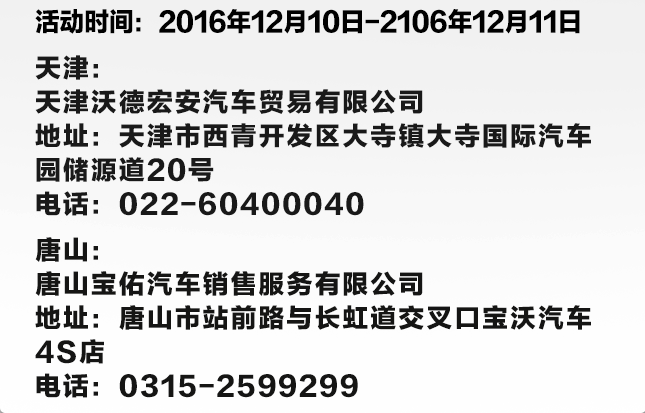 活动时间：2016年12月10日-2106年12月11日
天津：
天津沃德宏安汽车贸易有限公司
地址：天津市西青开发区大寺镇大寺国际汽车
园储源道20号
电话：022-60400040
唐山：
唐山宝佑汽车销售服务有限公司
地址：唐山市站前路与长虹道交叉口宝沃汽车
4S店
电话：0315-2599299